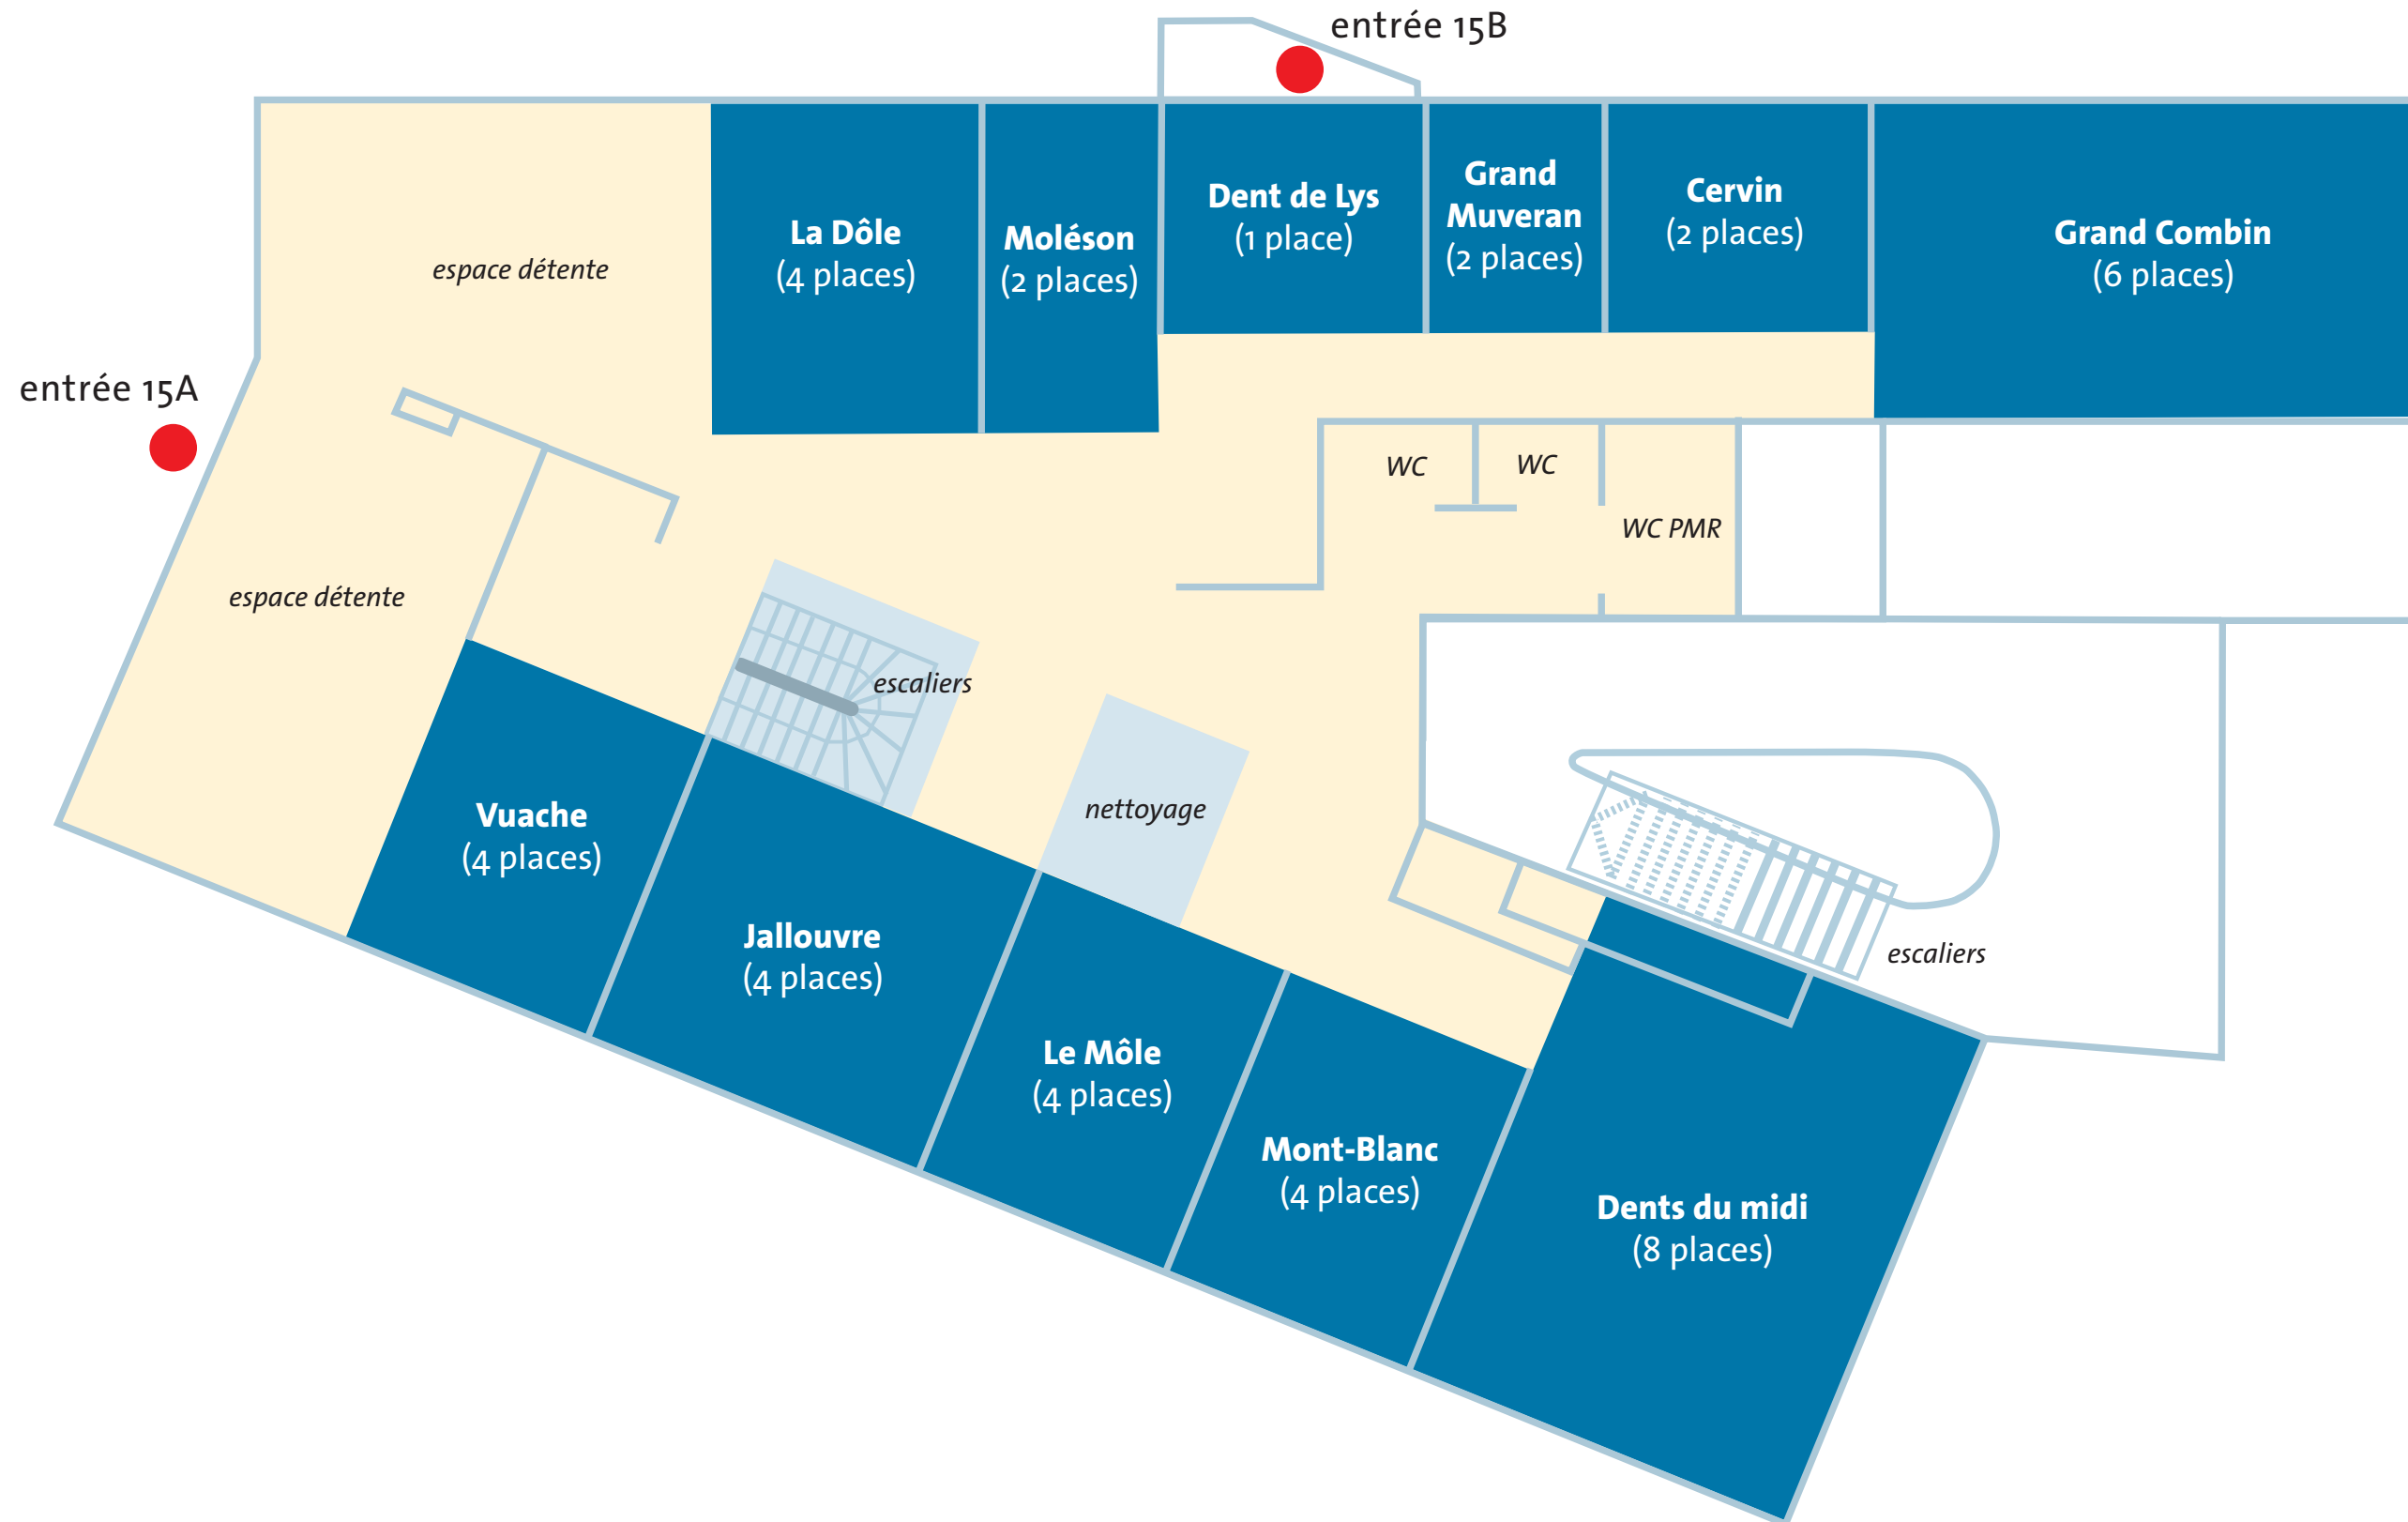 entrée 15B
Dent de Lys
(1 place)
Grand
Muveran
(2 places)
Cervin
(2 places)
La Dôle
(4 places)
Moléson
(2 places)
Grand Combin
(6 places)
espace détente
entrée 15A
WC
WC
WC PMR
espace détente
escaliers
nettoyage
Vuache
(4 places)
Jallouvre
(4 places)
escaliers
Le Môle
(4 places)
Mont-Blanc
(4 places)
Dents du midi
(8 places)